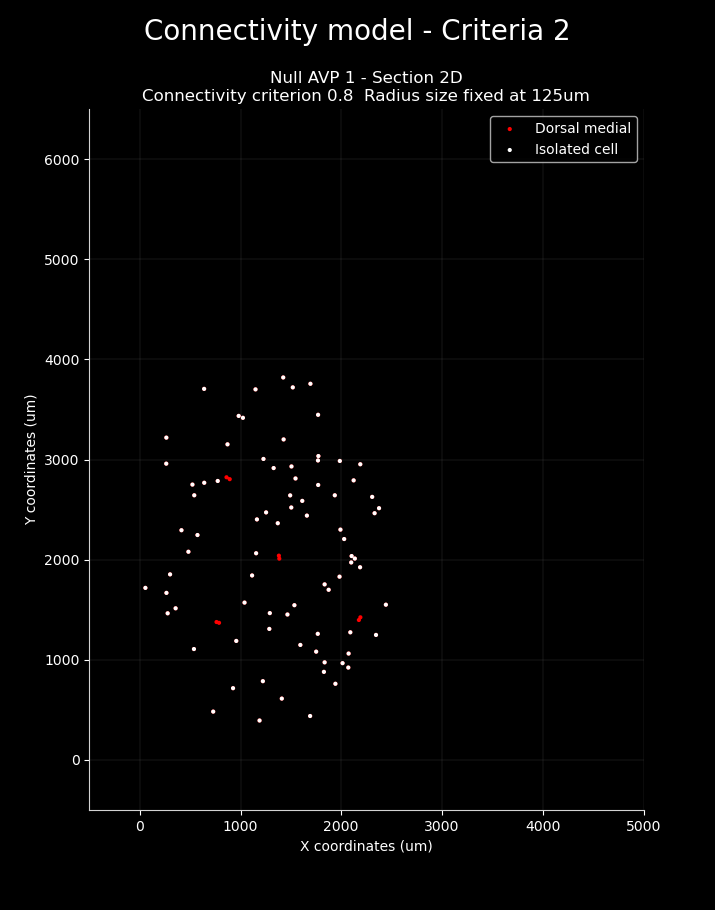 Connectivity model - Criteria 2
Null AVP 1 - Section 2D
Connectivity criterion 0.8  Radius size fixed at 125um
Dorsal medial
Isolated cell
6000
5000
4000
3000
2000
1000
0
Y coordinates (um)
0
1000
2000
3000
4000
5000
X coordinates (um)